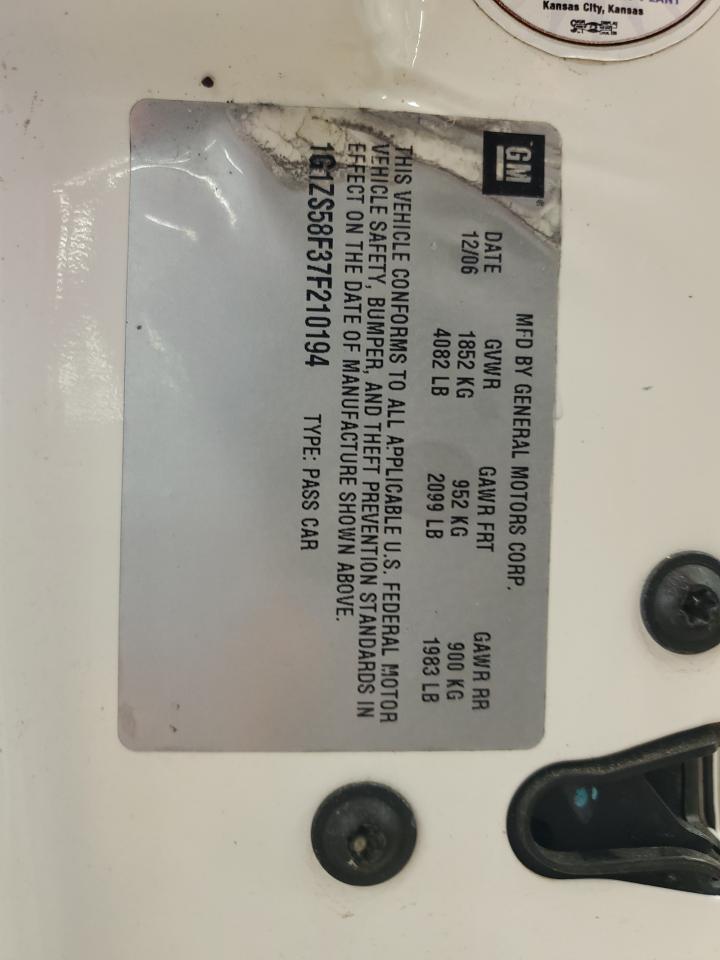 PLANT
Kansas City, Kansas
GM
MFD BY GENERAL MOTORS CORP.
DATE GVWR GAWR FRT GAWR RR
12/06 1852 KG 952 KG 900 KG
4082 LB 2099 LB 1983 LB
THIS VEHICLE CONFORMS TO ALL APPLICABLE U.S. FEDERAL MOTOR
VEHICLE SAFETY, BUMPER, AND THEFT PREVENTION STANDARDS IN
EFFECT ON THE DATE OF MANUFACTURE SHOWN ABOVE.
1G1ZS58F37F210194 TYPE: PASS CAR